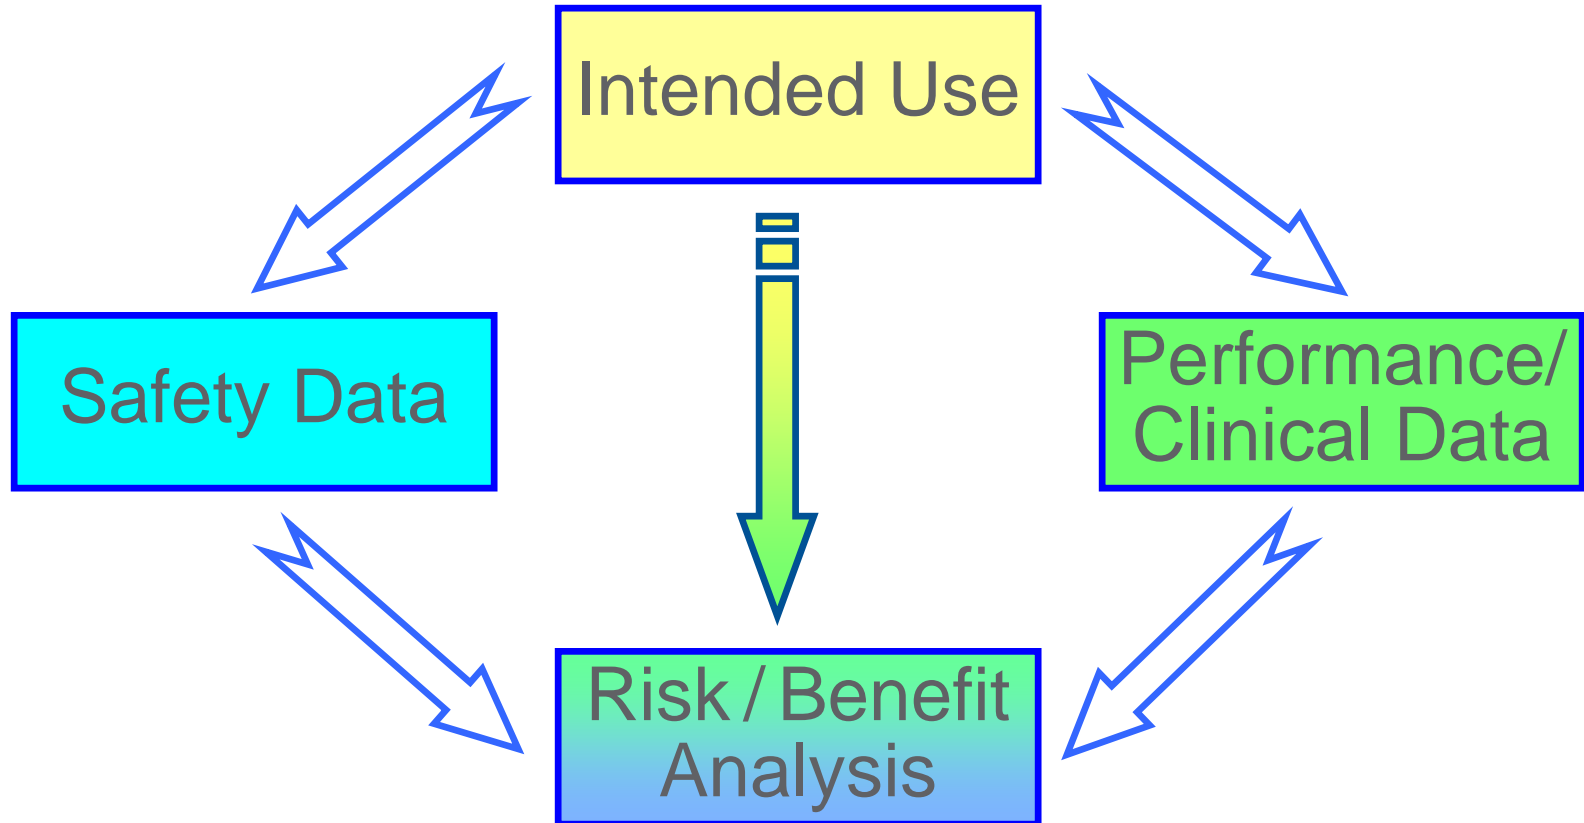 Intended Use
Safety Data
Performance/
Clinical Data
Risk / Benefit
Analysis